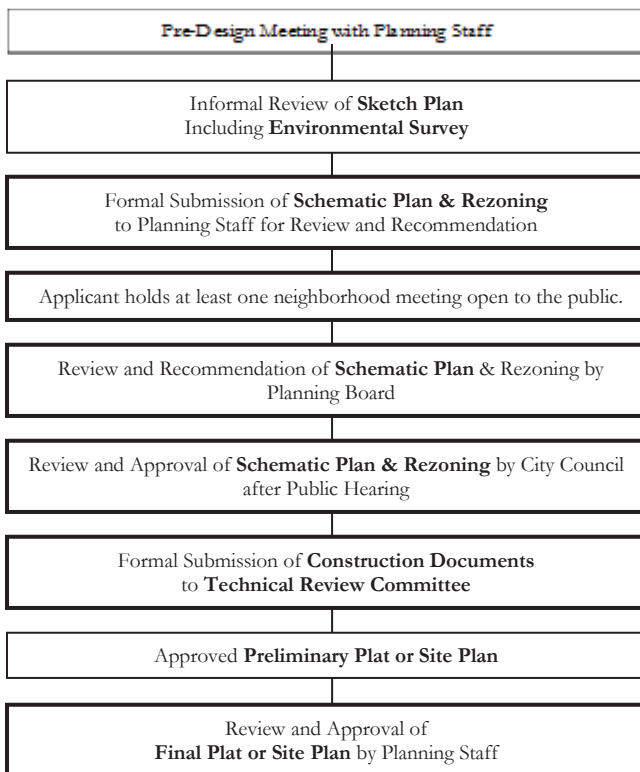 Pre-Design Meeting with Planning Staff
Informal Review of Sketch Plan
Including Environmental Survey
Formal Submission of Schematic Plan & Rezoning
to Planning Staff for Review and Recommendation
Applicant holds at least one neighborhood meeting open to the public.
Review and Recommendation of Schematic Plan & Rezoning by
Planning Board
Review and Approval of Schematic Plan & Rezoning by City Council
after Public Hearing
Formal Submission of Construction Documents
to Technical Review Committee
Approved Preliminary Plat or Site Plan
Review and Approval of
Final Plat or Site Plan by Planning Staff